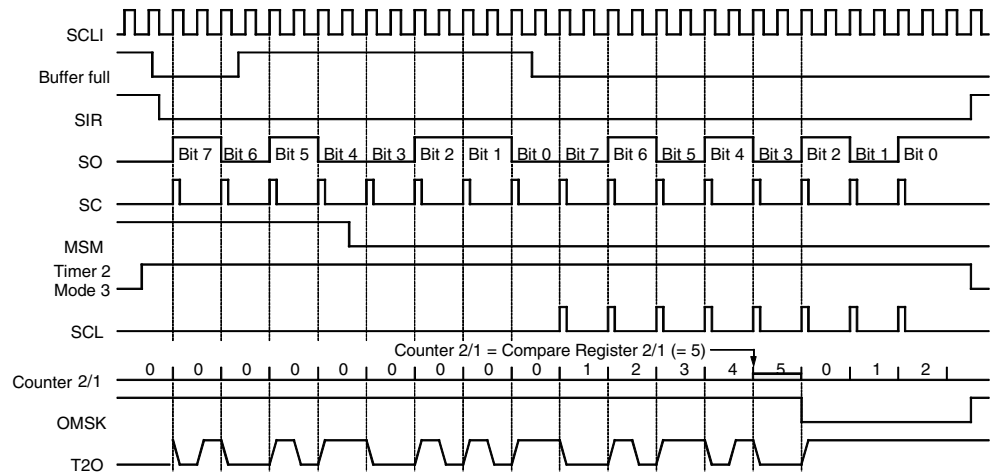 SCLI
Buffer full
SIR
SO
Bit 7 Bit 6 Bit 5 Bit 4 Bit 3 Bit 2 Bit 1 Bit 0 Bit 7 Bit 6 Bit 5 Bit 4 Bit 3 Bit 2 Bit 1 Bit 0
SC
MSM
Timer 2
Mode 3
SCL
Counter 2/1 = Compare Register 2/1 (= 5)
Counter 2/1
0 0 0 0 0 0 0 0 0 1 2 3 4 5 0 1 2
OMSK
T2O